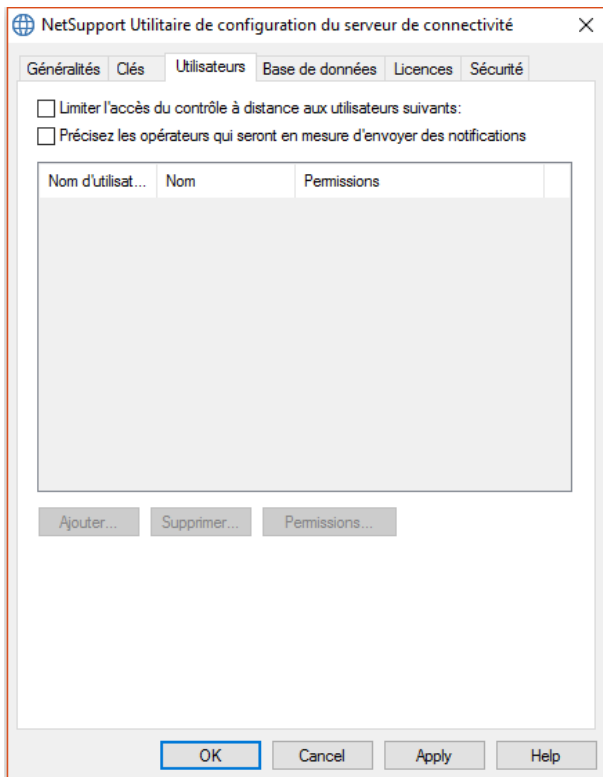 NetSupport Utilitaire de configuration du serveur de connectivité
Généralités Clés Utilisateurs Base de données Licences Sécurité
Limiter l'accès du contrôle à distance aux utilisateurs suivants:
Précisez les opérateurs qui seront en mesure d'envoyer des notifications
Nom d'utilisat... Nom Permissions
Ajouter... Supprimer... Permissions...
OK Cancel Apply Help